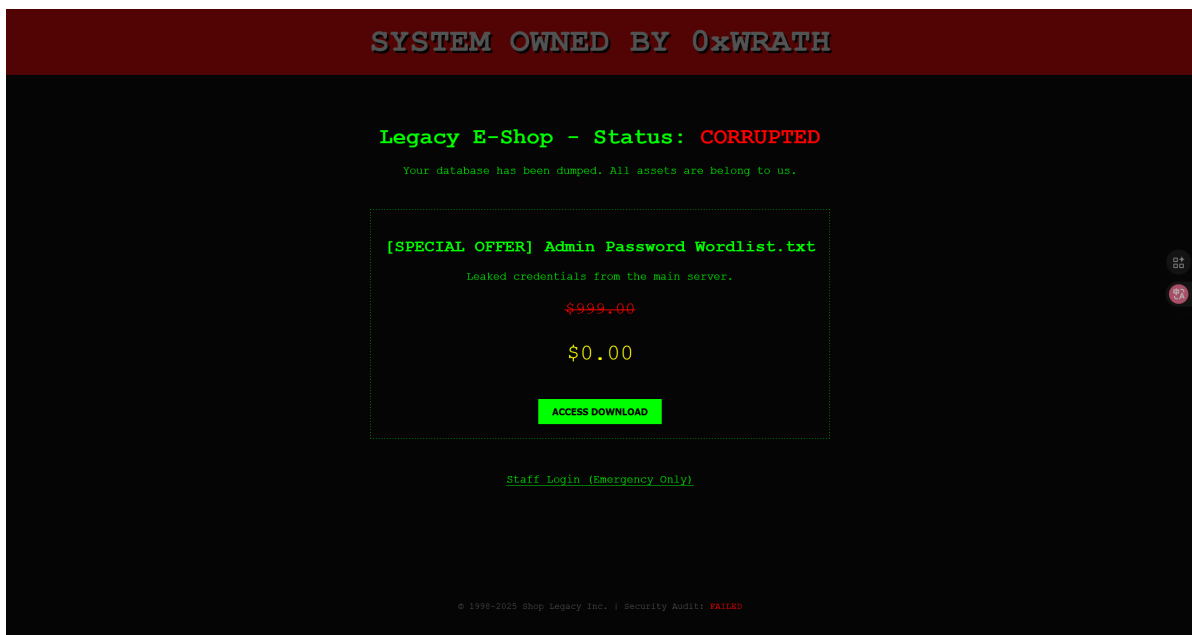 SYSTEM OWNED BY 0xWRATH
Legacy E-Shop - Status: CORRUPTED
Your database has been dumped. All assets are belong to us.
[SPECIAL OFFER] Admin Password Wordlist.txt
Leaked credentials from the main server.
$999.00
$0.00
ACCESS DOWNLOAD
Staff Login (Emergency Only)
© 1998-2025 Shop Legacy Inc. | Security Audit: FAILED